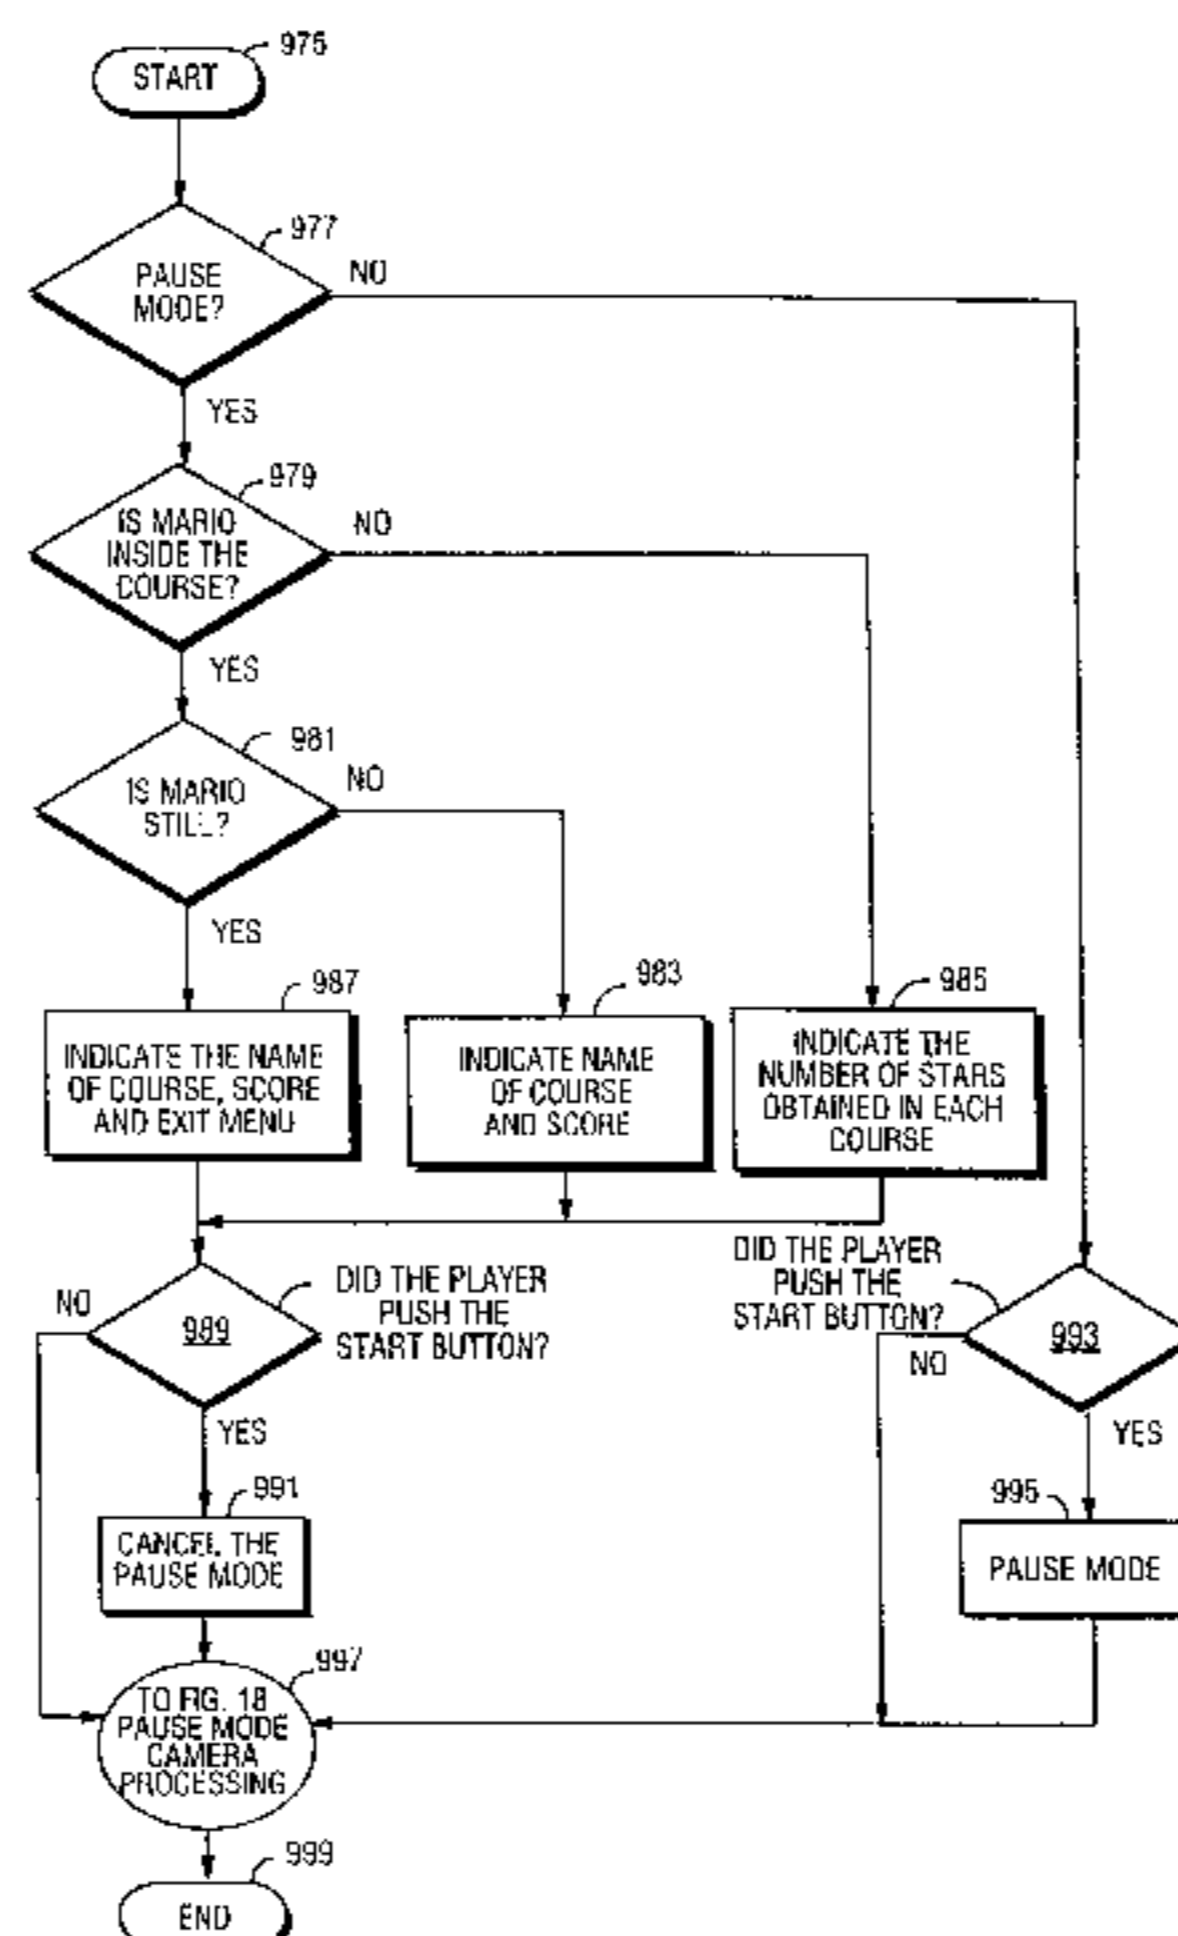 975
START
977
PAUSE
MODE?
NO
YES
979
IS MARIO
INSIDE THE
COURSE?
NO
YES
981
IS MARIO
STILL?
NO
YES
987
INDICATE THE NAME
OF COURSE, SCORE
AND EXIT MENU
983
INDICATE NAME
OF COURSE
AND SCORE
985
INDICATE THE
NUMBER OF STARS
OBTAINED IN EACH
COURSE
NO
989
DID THE PLAYER
PUSH THE
START BUTTON?
YES
DID THE PLAYER
PUSH THE
START BUTTON?
993
NO
YES
991
CANCEL THE
PAUSE MODE
995
PAUSE MODE
997
TO FIG. 18
PAUSE MODE
CAMERA
PROCESSING
999
END